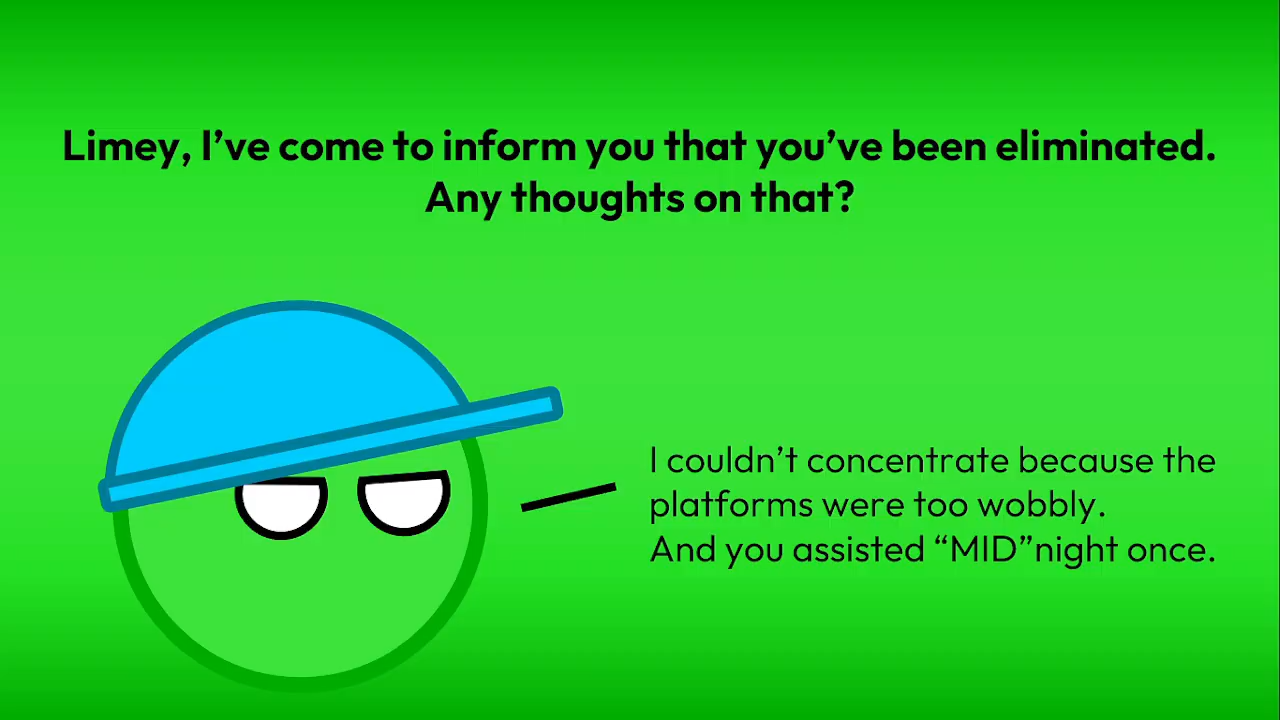 Limey, I’ve come to inform you that you’ve been eliminated.
Any thoughts on that?
I couldn’t concentrate because the
platforms were too wobbly.
And you assisted “MID”night once.